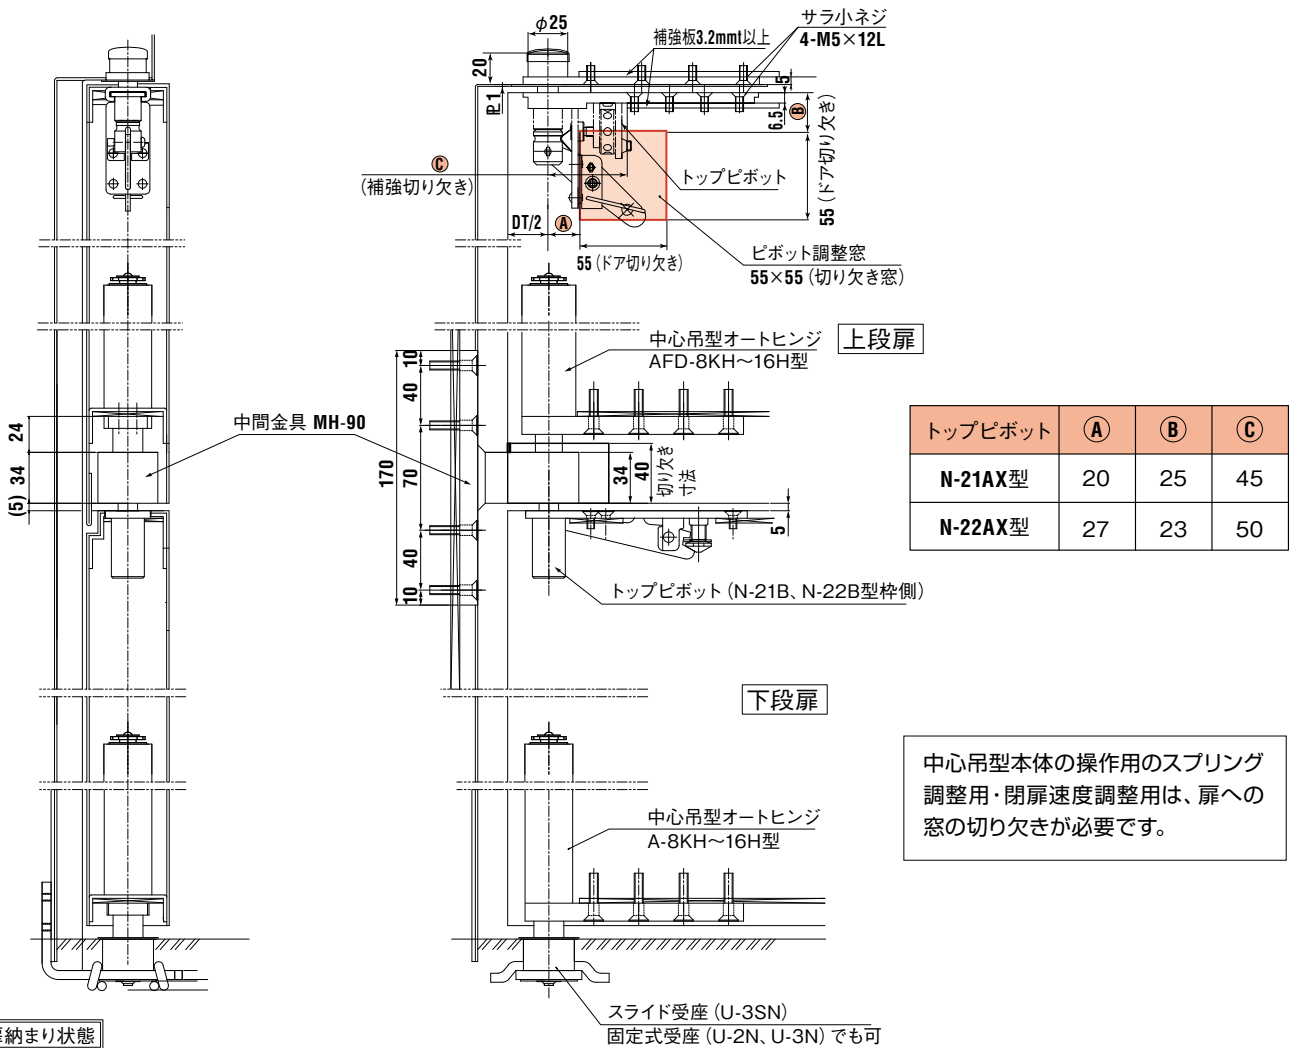 φ25
20
PL1
補強板3.2mmt以上
サラ小ネジ
4-M5×12L
5
6.5
Ⓑ
55（ドア切り欠き）
Ⓒ
（補強切り欠き）
トップピボット
DT/2
Ⓐ
55（ドア切り欠き）
ピボット調整窓
55×55（切り欠き窓）
中心吊型オートヒンジ
AFD-8KH〜16H型
上段扉
中間金具 MH-90
24
34
(5)
170
10
40
70
40
10
34
40
切り欠き
寸法
5
トップピボット（N-21B、N-22B型枠側）
トップピボット Ⓐ Ⓑ Ⓒ
N-21AX型 20 25 45
N-22AX型 27 23 50
下段扉
中心吊型本体の操作用のスプリング
調整用・閉扉速度調整用は、扉への
窓の切り欠きが必要です。
中心吊型オートヒンジ
A-8KH〜16H型
スライド受座（U-3SN）
固定式受座（U-2N、U-3N）でも可
納まり状態